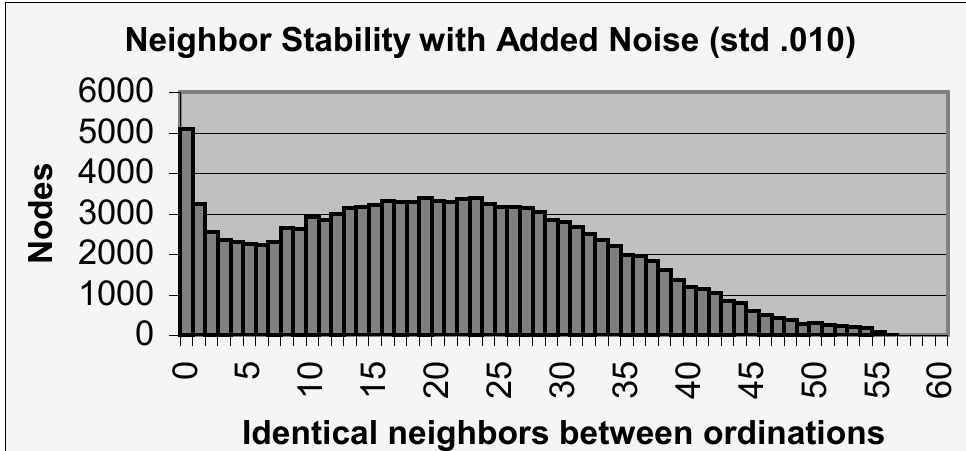 Neighbor Stability with Added Noise (std .010)
6000
5000
4000
3000
2000
1000
0
Nodes
0 5 10 15 20 25 30 35 40 45 50 55 60
Identical neighbors between ordinations